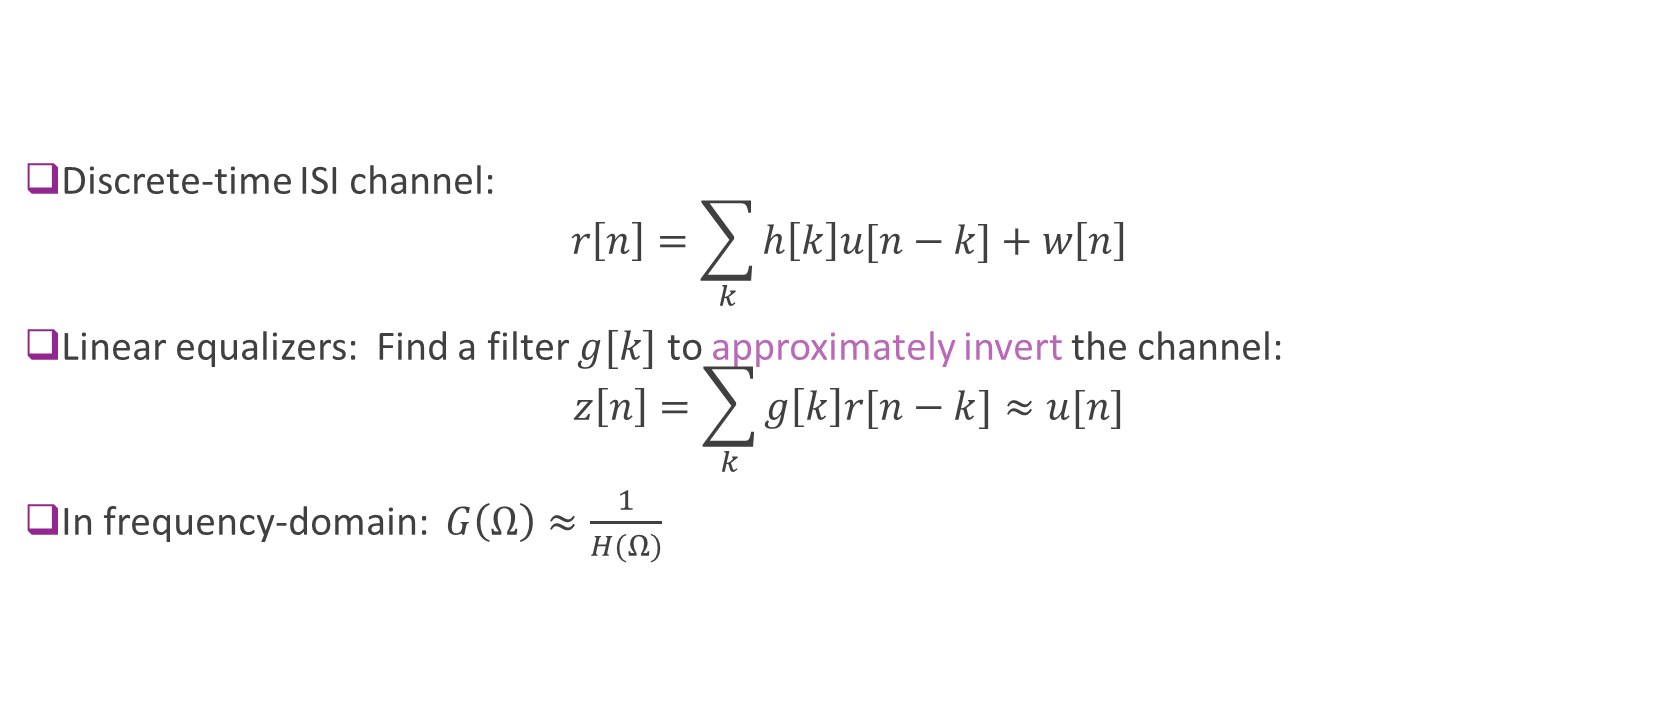 ❑Discrete-time ISI channel:
r[n] = ∑_k h[k]u[n − k] + w[n]
❑Linear equalizers: Find a filter g[k] to approximately invert the channel:
z[n] = ∑_k g[k]r[n − k] ≈ u[n]
❑In frequency-domain: G(Ω) ≈ 1/H(Ω)